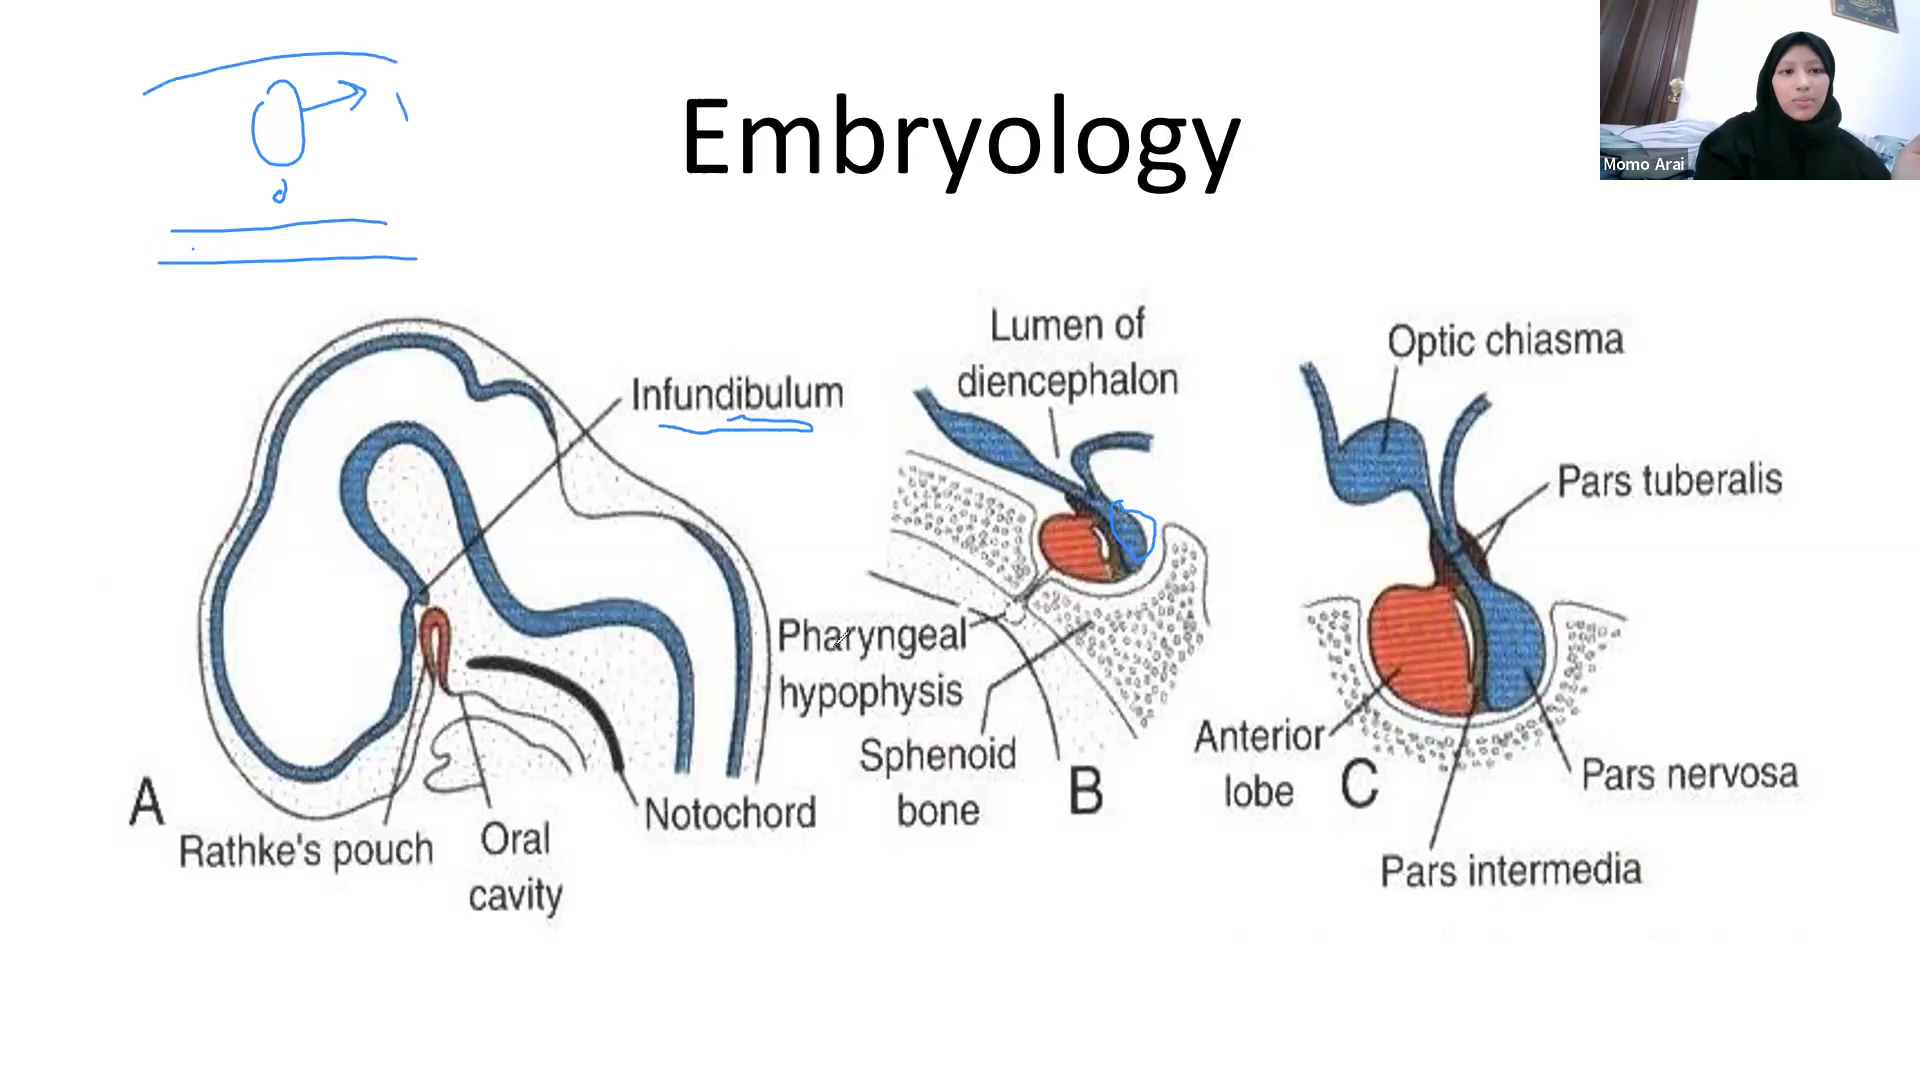 Embryology
Momo Arai
Lumen of
diencephalon
Optic chiasma
Infundibulum
Pars tuberalis
Pharyngeal
hypophysis
Sphenoid
bone
B
Anterior
lobe
C
Pars nervosa
A
Notochord
Rathke's pouch
Oral
cavity
Pars intermedia